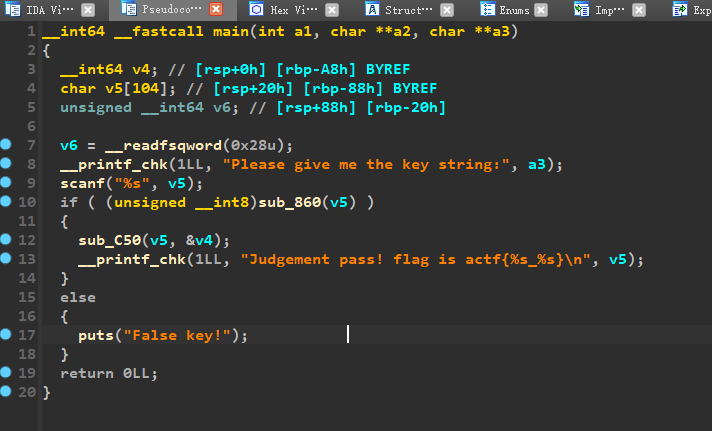 IDA Vi··· Pseudoco··· Hex Vi··· Struct··· Enums Imp··· Exp
1 __int64 __fastcall main(int a1, char **a2, char **a3)
2 {
3 __int64 v4; // [rsp+0h] [rbp-A8h] BYREF
4 char v5[104]; // [rsp+20h] [rbp-88h] BYREF
5 unsigned __int64 v6; // [rsp+88h] [rbp-20h]
6
7 v6 = __readfsqword(0x28u);
8 __printf_chk(1LL, "Please give me the key string:", a3);
9 scanf("%s", v5);
10 if ( (unsigned __int8)sub_860(v5) )
11 {
12 sub_C50(v5, &v4);
13 __printf_chk(1LL, "Judgement pass! flag is actf{%s_%s}\n", v5);
14 }
15 else
16 {
17 puts("False key!");
18 }
19 return 0LL;
20 }